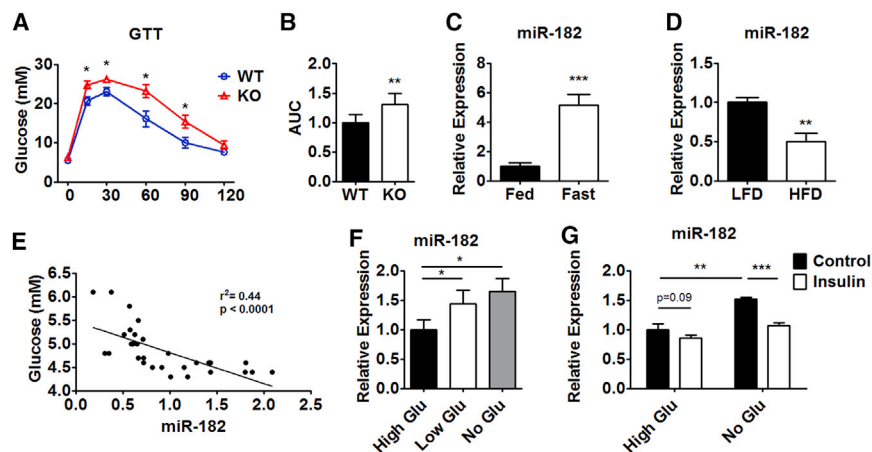 A
GTT
Glucose (mM)
30
20
10
0
*
*
*
*
WT
KO
0
30
60
90
120
B
AUC
2.0
1.5
1.0
0.5
0.0
**
WT
KO
C
miR-182
Relative Expression
8
6
4
2
0
***
Fed
Fast
D
miR-182
Relative Expression
1.5
1.0
0.5
0.0
**
LFD
HFD
E
Glucose (mM)
6.5
6.0
5.5
5.0
4.5
4.0
r²= 0.44
p < 0.0001
0.0
0.5
1.0
1.5
2.0
2.5
miR-182
F
miR-182
Relative Expression
2.0
1.5
1.0
0.5
0.0
*
*
High Glu
Low Glu
No Glu
G
miR-182
Relative Expression
2.0
1.5
1.0
0.5
0.0
p=0.09
**
***
Control
Insulin
High Glu
No Glu